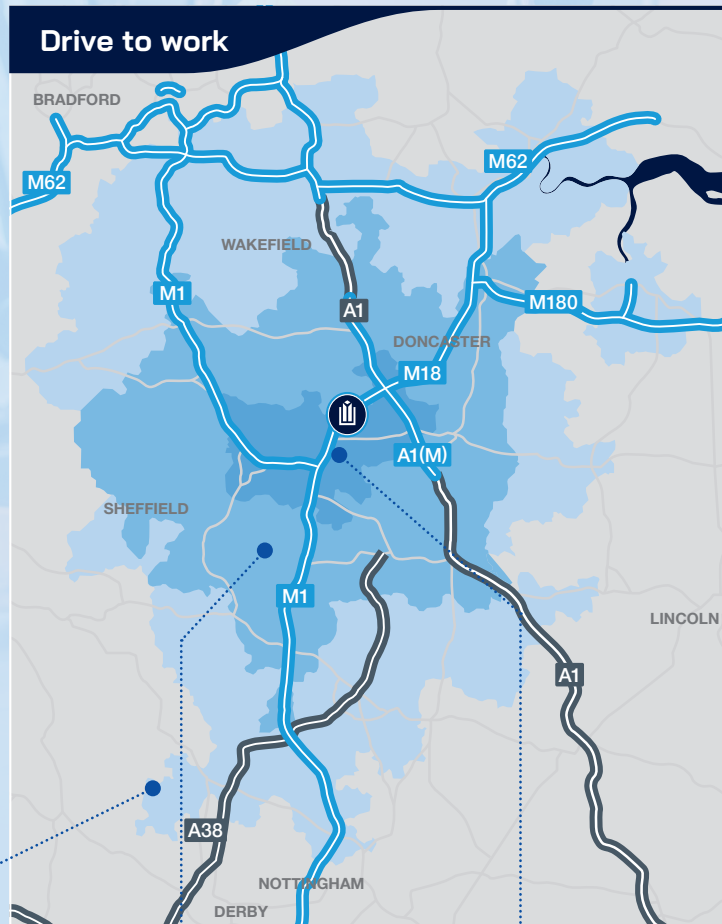 Drive to work
BRADFORD
M62
M62
WAKEFIELD
M1
A1
M180
DONCASTER
M18
A1(M)
SHEFFIELD
M1
LINCOLN
A1
A38
NOTTINGHAM
DERBY